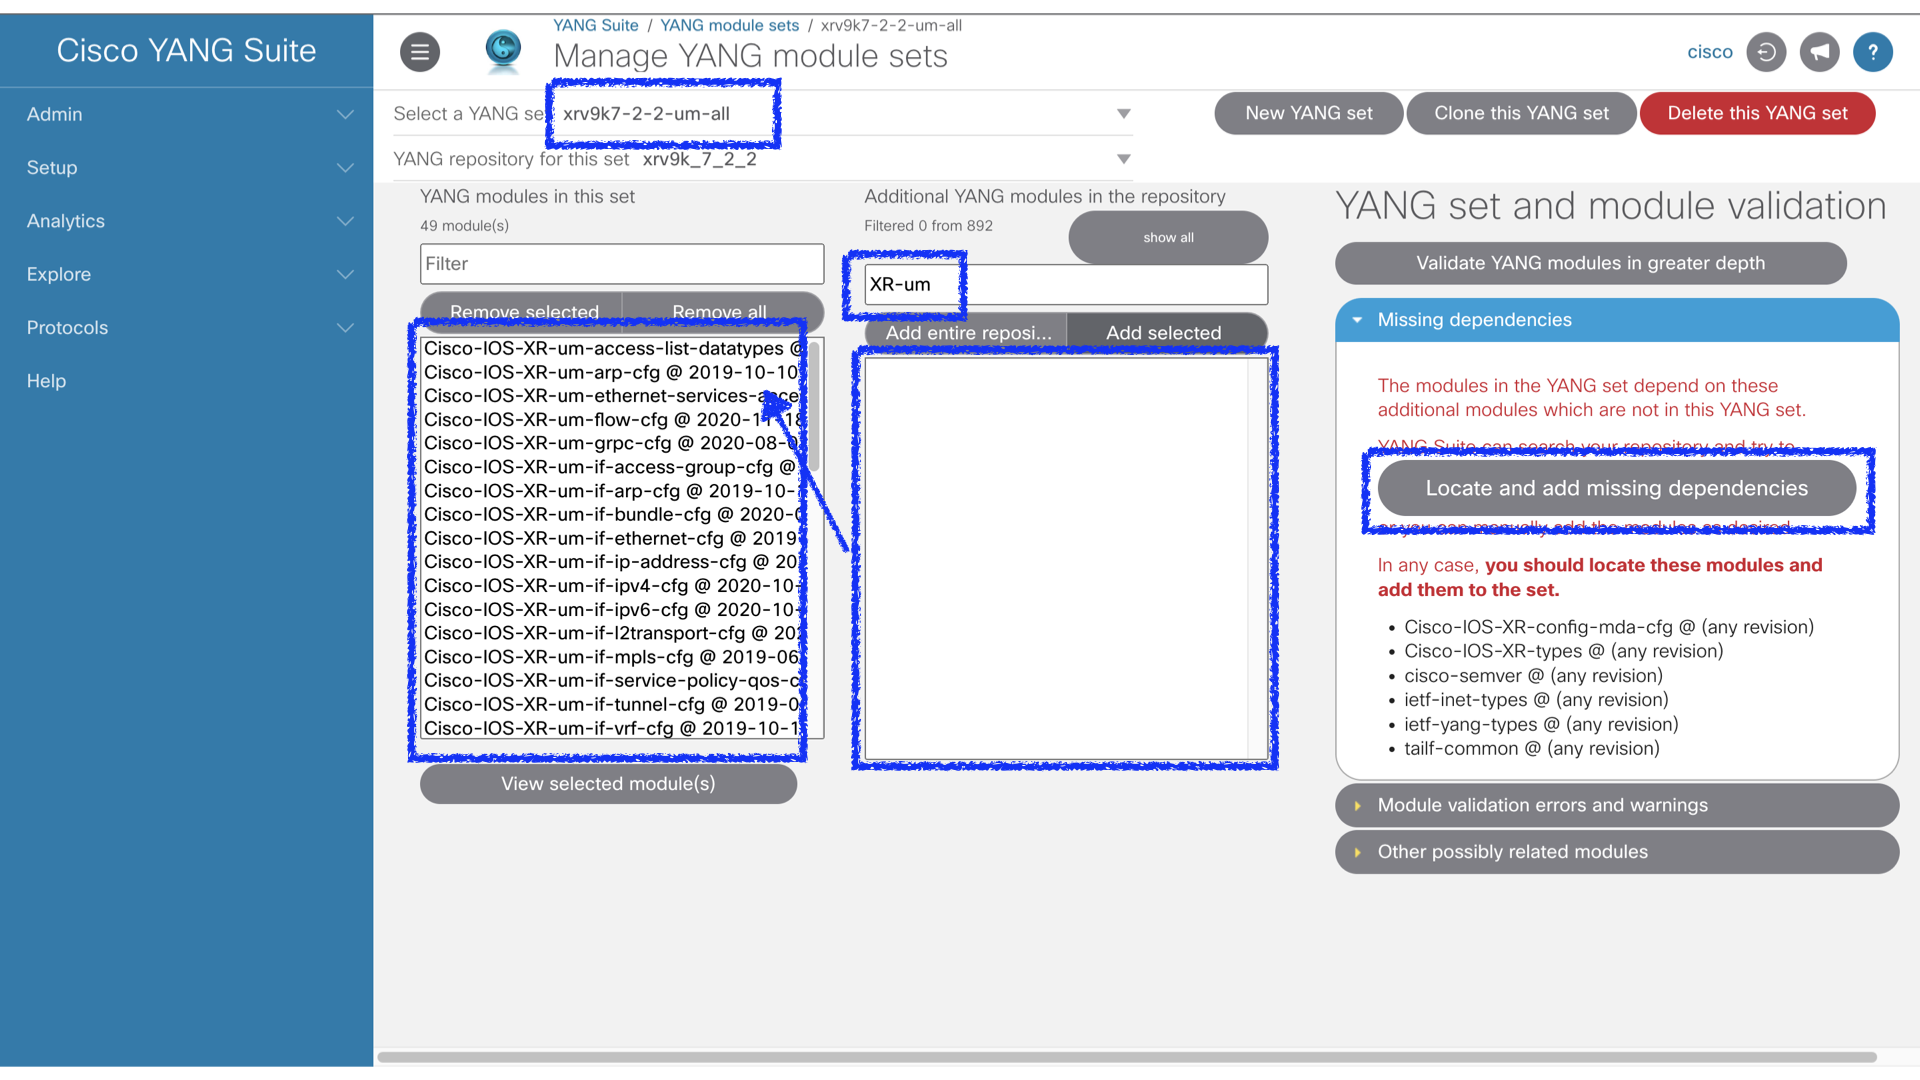 Cisco YANG Suite
Admin
Setup
Analytics
Explore
Protocols
Help
YANG Suite / YANG module sets / xrv9k7-2-2-um-all
Manage YANG module sets
cisco
?
Select a YANG se xrv9k7-2-2-um-all
New YANG set
Clone this YANG set
Delete this YANG set
YANG repository for this set xrv9k_7_2_2
YANG modules in this set
49 module(s)
Filter
Remove selected
Remove all
Cisco-IOS-XR-um-access-list-datatypes @
Cisco-IOS-XR-um-arp-cfg @ 2019-10-10
Cisco-IOS-XR-um-ethernet-services-acce
Cisco-IOS-XR-um-flow-cfg @ 2020-11-18
Cisco-IOS-XR-um-grpc-cfg @ 2020-08-0
Cisco-IOS-XR-um-if-access-group-cfg @
Cisco-IOS-XR-um-if-arp-cfg @ 2019-10-
Cisco-IOS-XR-um-if-bundle-cfg @ 2020-0
Cisco-IOS-XR-um-if-ethernet-cfg @ 2019
Cisco-IOS-XR-um-if-ip-address-cfg @ 20
Cisco-IOS-XR-um-if-ipv4-cfg @ 2020-10-
Cisco-IOS-XR-um-if-ipv6-cfg @ 2020-10-
Cisco-IOS-XR-um-if-l2transport-cfg @ 202
Cisco-IOS-XR-um-if-mpls-cfg @ 2019-06
Cisco-IOS-XR-um-if-service-policy-qos-c
Cisco-IOS-XR-um-if-tunnel-cfg @ 2019-0
Cisco-IOS-XR-um-if-vrf-cfg @ 2019-10-1
View selected module(s)
Additional YANG modules in the repository
Filtered 0 from 892
show all
XR-um
Add entire reposi...
Add selected
YANG set and module validation
Validate YANG modules in greater depth
Missing dependencies
The modules in the YANG set depend on these
additional modules which are not in this YANG set.
YANG Suite can search your repository and try to
Locate and add missing dependencies
or you can manually add the modules as desired.
In any case, you should locate these modules and
add them to the set.
• Cisco-IOS-XR-config-mda-cfg @ (any revision)
• Cisco-IOS-XR-types @ (any revision)
• cisco-semver @ (any revision)
• ietf-inet-types @ (any revision)
• ietf-yang-types @ (any revision)
• tailf-common @ (any revision)
Module validation errors and warnings
Other possibly related modules